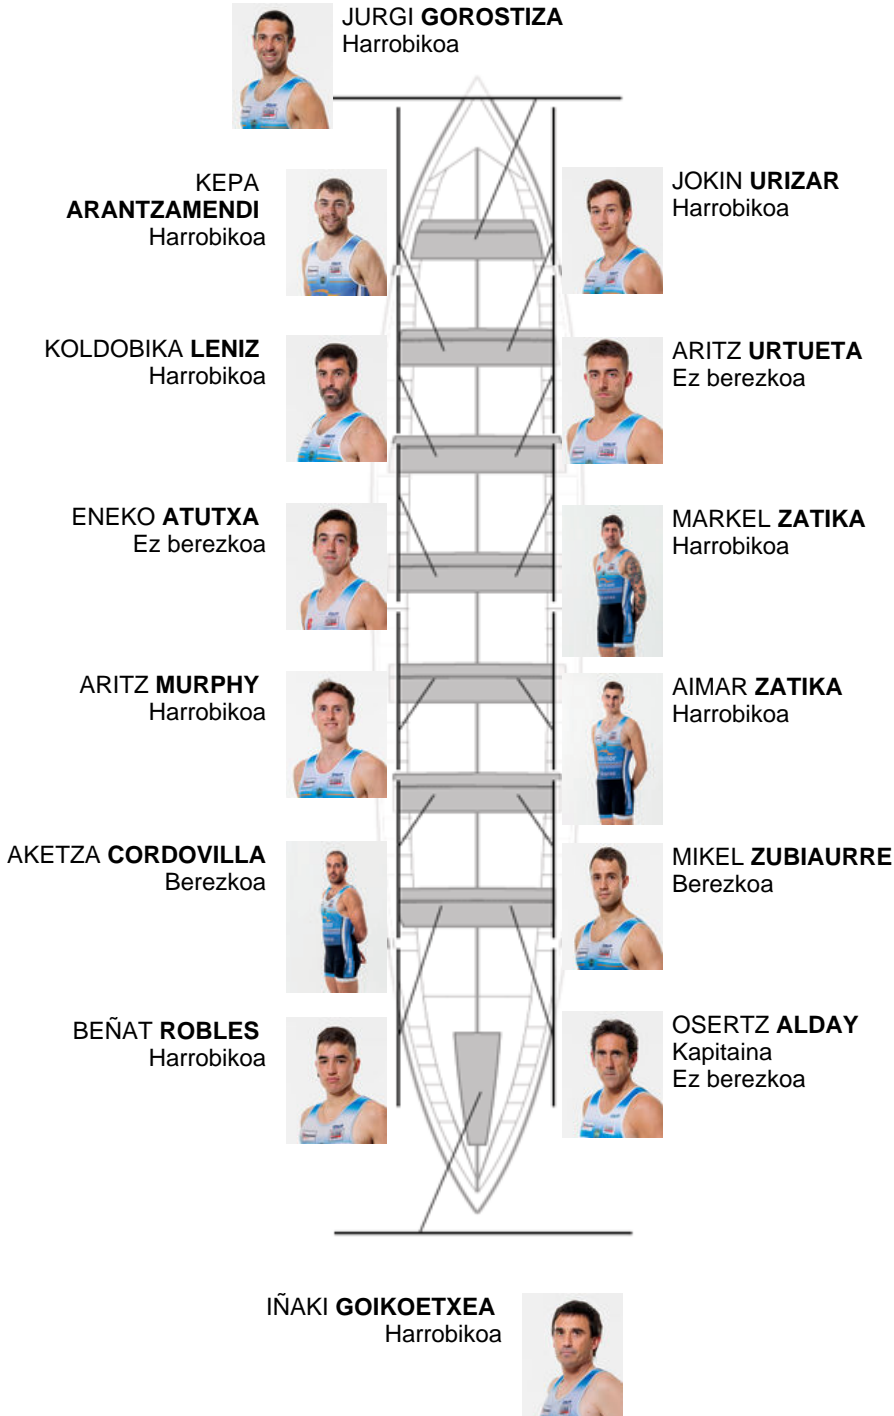 JURGI GOROSTIZA
Harrobikoa
KEPA
ARANTZAMENDI
Harrobikoa
JOKIN URIZAR
Harrobikoa
KOLDOBIKA LENIZ
Harrobikoa
ARITZ URTUETA
Ez berezkoa
ENEKO ATUTXA
Ez berezkoa
MARKEL ZATIKA
Harrobikoa
ARITZ MURPHY
Harrobikoa
AIMAR ZATIKA
Harrobikoa
AKETZA CORDOVILLA
Berezkoa
MIKEL ZUBIAURRE
Berezkoa
BEÑAT ROBLES
Harrobikoa
OSERTZ ALDAY
Kapitaina
Ez berezkoa
IÑAKI GOIKOETXEA
Harrobikoa